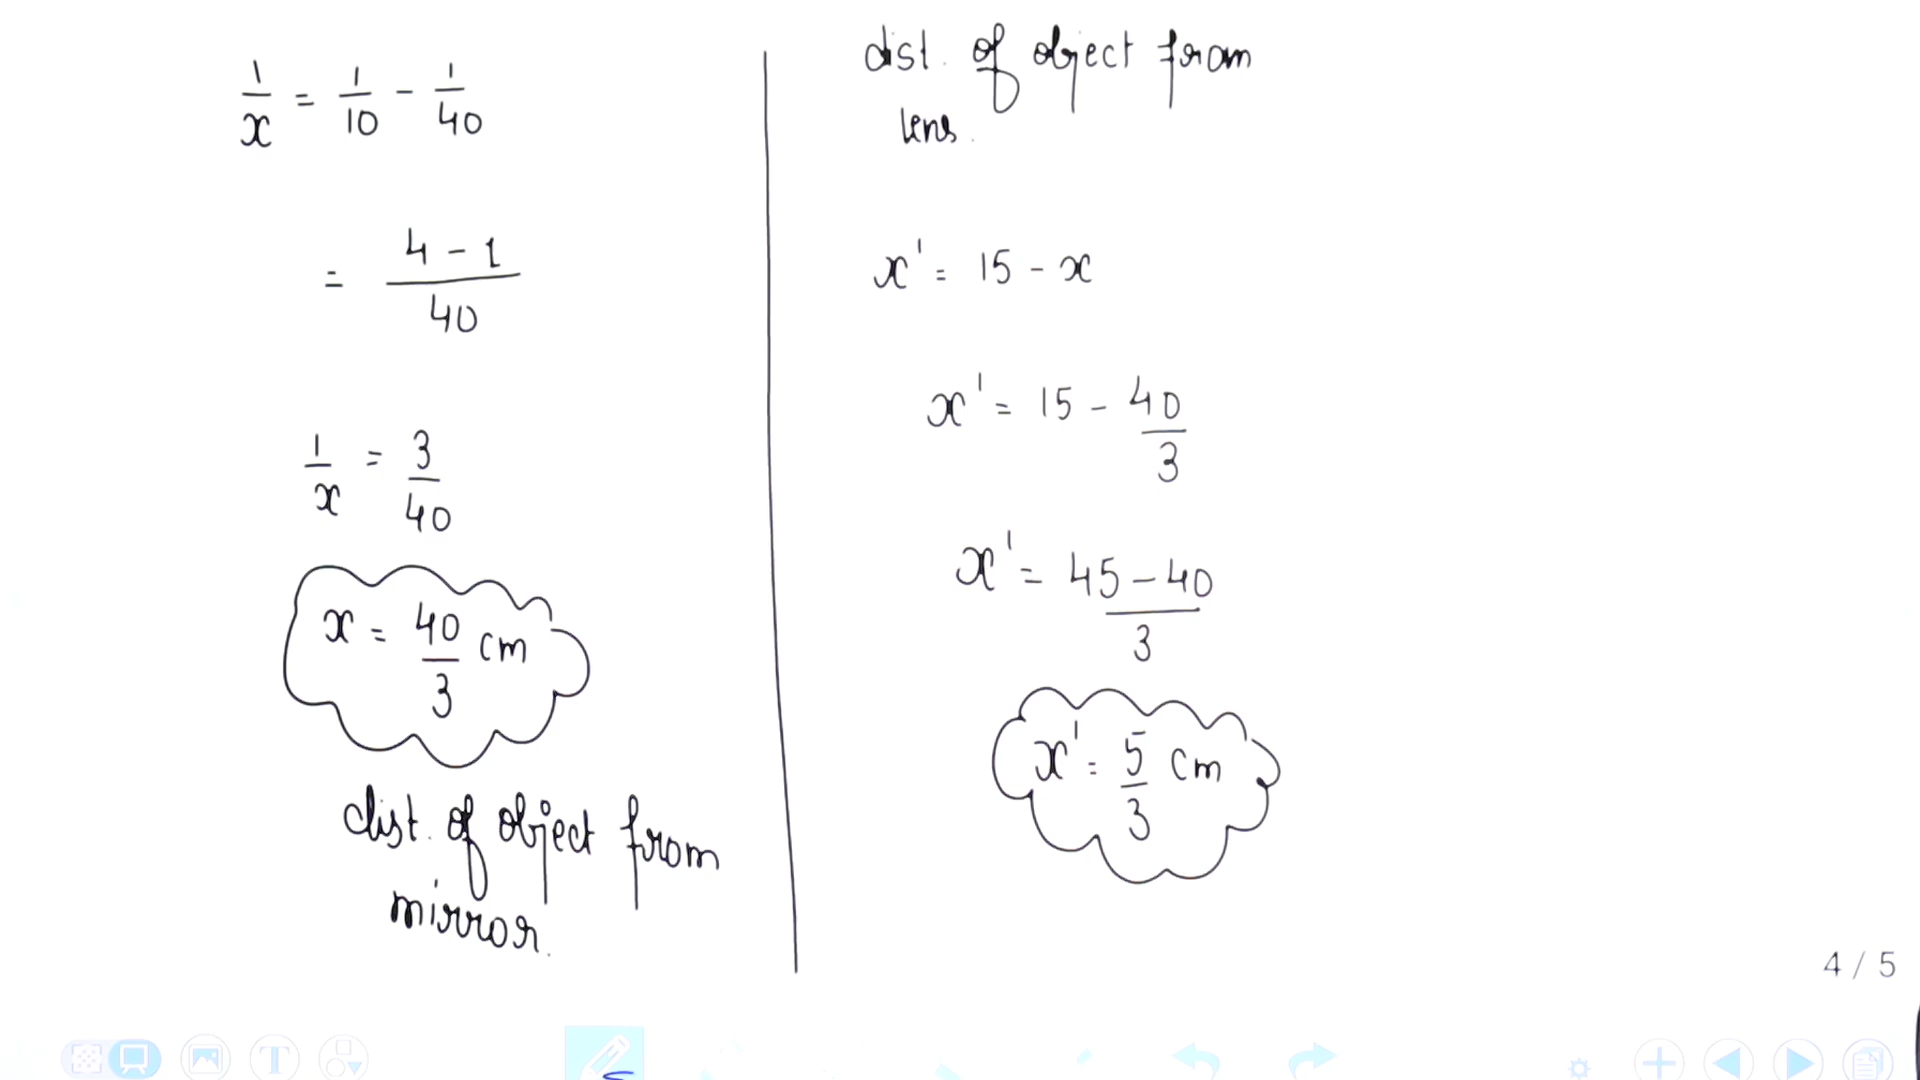 1/x = 1/10 - 1/40
= 4 - 1 / 40
1/x = 3/40
x = 40/3 cm
dist. of object from
mirror.
dist. of object from
lens.
x' = 15 - x
x' = 15 - 40/3
x' = 45 - 40 / 3
x' = 5/3 cm
4 / 5
T